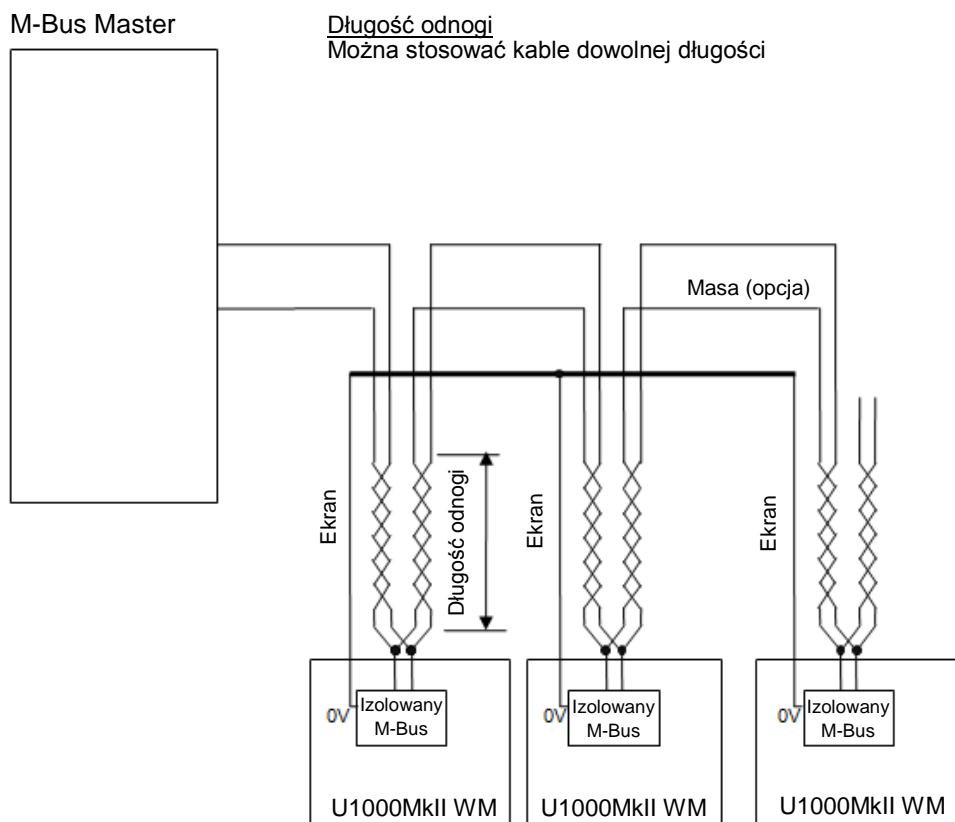 M-Bus Master
Długość odnogi
Można stosować kable dowolnej długości
Masa (opcja)
Ekran
Długość odnogi
Ekran
Ekran
0V
Izolowany
M-Bus
0V
Izolowany
M-Bus
0V
Izolowany
M-Bus
U1000MkII WM
U1000MkII WM
U1000MkII WM